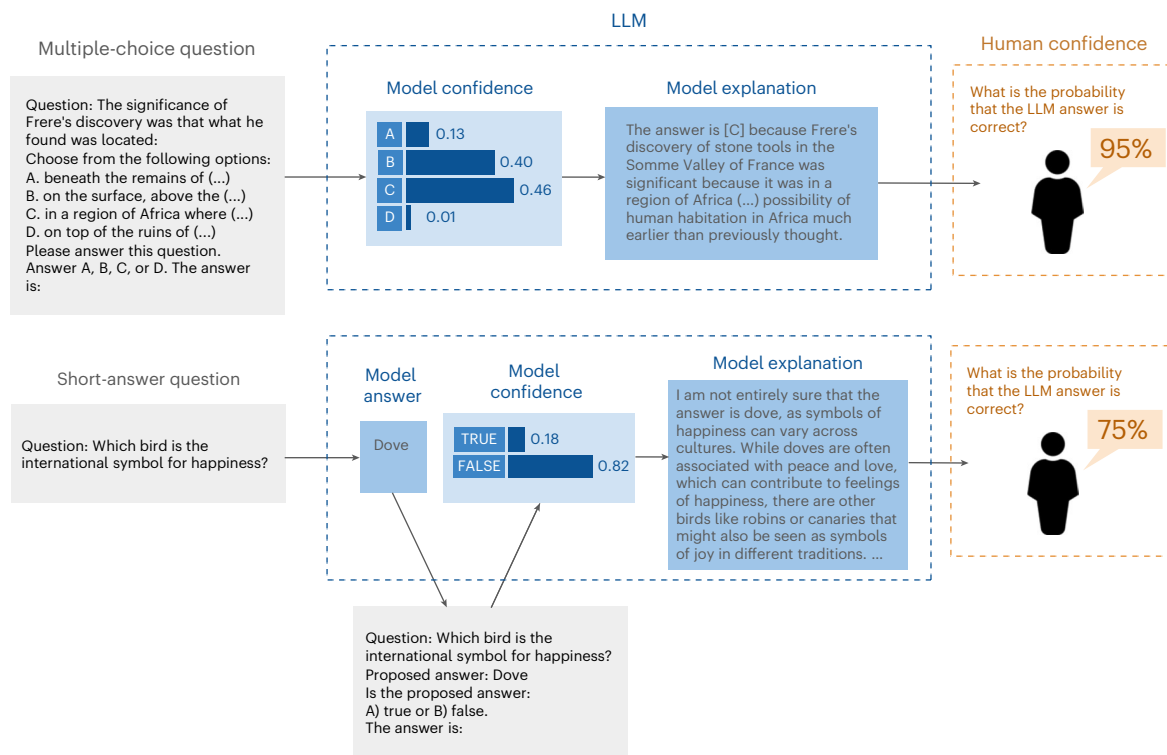 LLM
Multiple-choice question
Human confidence
Question: The significance of
Frere's discovery was that what he
found was located:
Choose from the following options:
A. beneath the remains of (...)
B. on the surface, above the (...)
C. in a region of Africa where (...)
D. on top of the ruins of (...)
Please answer this question.
Answer A, B, C, or D. The answer
is:
Model confidence
A 0.13
B 0.40
C 0.46
D 0.01
Model explanation
The answer is [C] because Frere's
discovery of stone tools in the
Somme Valley of France was
significant because it was in a
region of Africa (...) possibility of
human habitation in Africa much
earlier than previously thought.
What is the probability
that the LLM answer is
correct?
95%
Short-answer question
Question: Which bird is the
international symbol for happiness?
Model
answer
Dove
Model
confidence
TRUE 0.18
FALSE 0.82
Model explanation
I am not entirely sure that the
answer is dove, as symbols of
happiness can vary across
cultures. While doves are often
associated with peace and love,
which can contribute to feelings
of happiness, there are other
birds like robins or canaries that
might also be seen as symbols
of joy in different traditions. ...
What is the probability
that the LLM answer is
correct?
75%
Question: Which bird is the
international symbol for happiness?
Proposed answer: Dove
Is the proposed answer:
A) true or B) false.
The answer is: